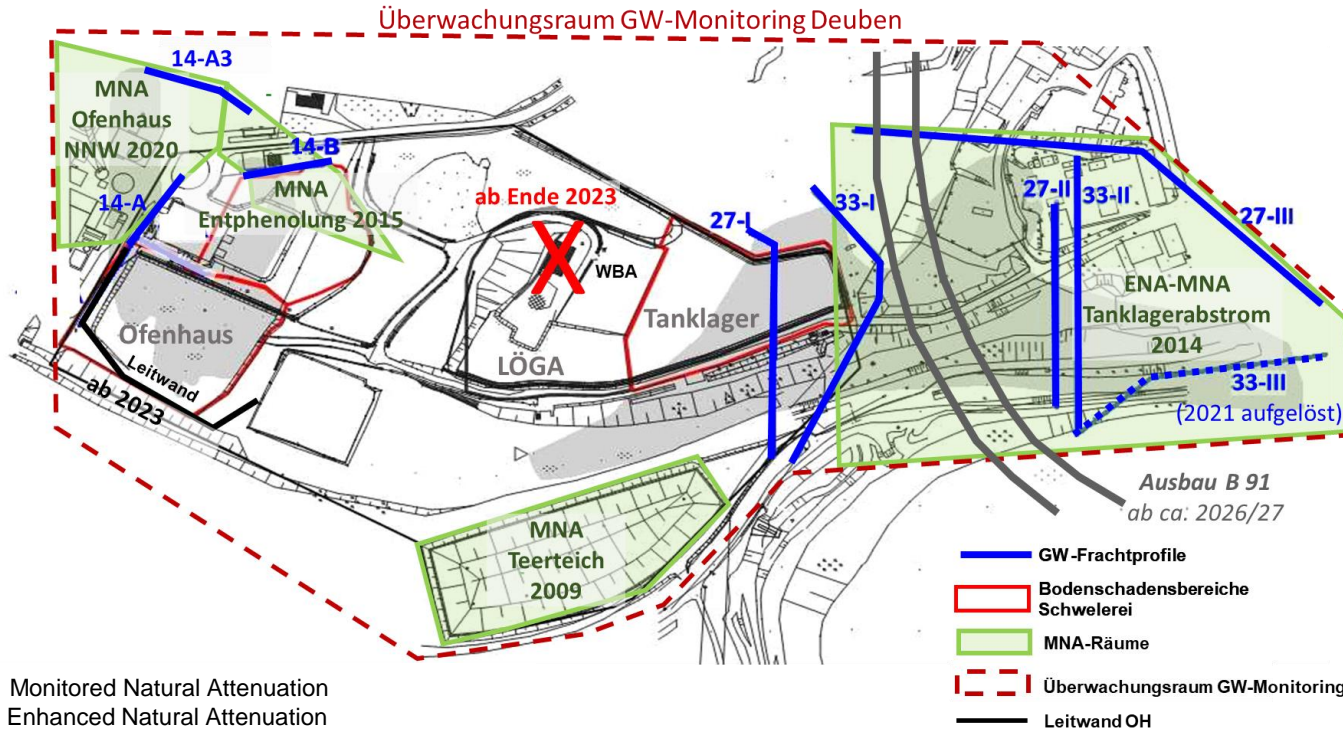 Überwachungsraum GW-Monitoring Deuben
14-A3
MNA
Ofenhaus
NNW 2020
14-B
MNA
Entphenolung 2015
14-A
ab Ende 2023
X
WBA
27-I
33-I
27-II
33-II
27-III
Ofenhaus
LÖGA
Tanklager
ENA-MNA
Tanklagerabstrom
2014
Leitwand
ab 2023
33-III
(2021 aufgelöst)
MNA
Teerteich
2009
Ausbau B 91
ab ca. 2026/27
GW-Frachtprofile
Bodenschadensbereiche
Schwelerei
MNA-Räume
Überwachungsraum GW-Monitoring
Leitwand OH
Monitored Natural Attenuation
Enhanced Natural Attenuation